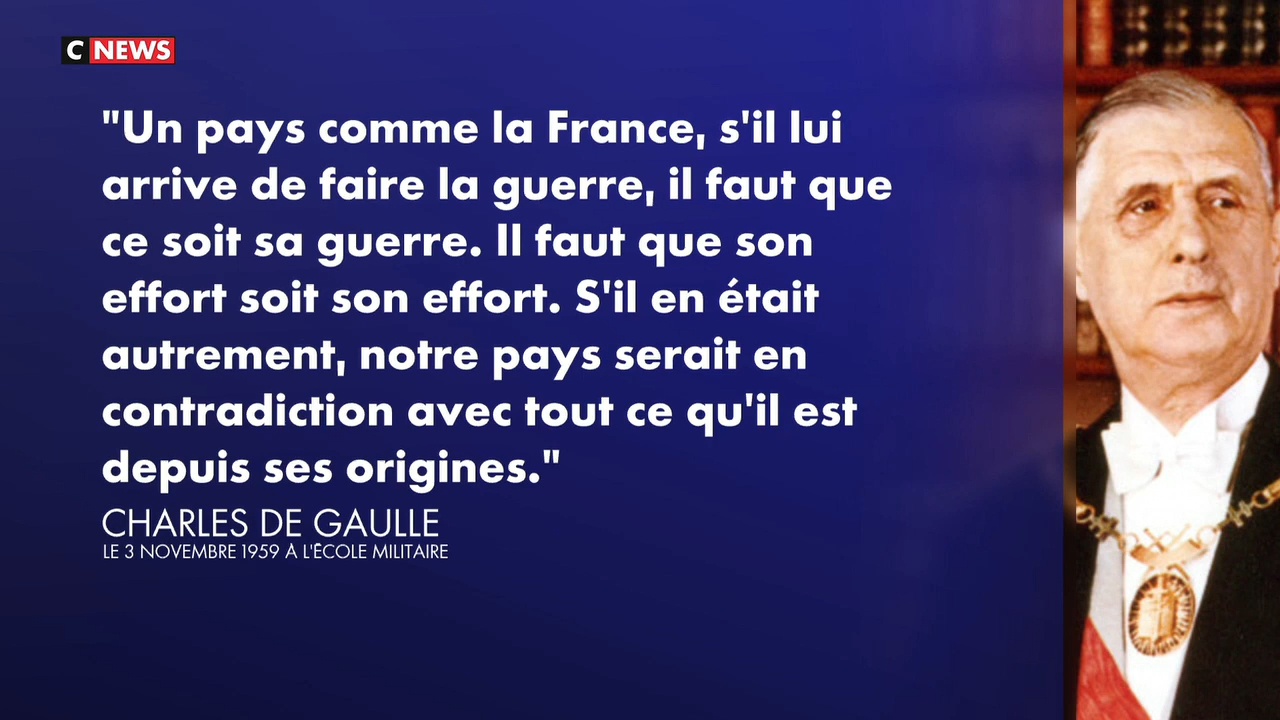 C NEWS
"Un pays comme la France, s'il lui
arrive de faire la guerre, il faut que
ce soit sa guerre. Il faut que son
effort soit son effort. S'il en était
autrement, notre pays serait en
contradiction avec tout ce qu'il est
depuis ses origines."
CHARLES DE GAULLE
LE 3 NOVEMBRE 1959 À L'ÉCOLE MILITAIRE